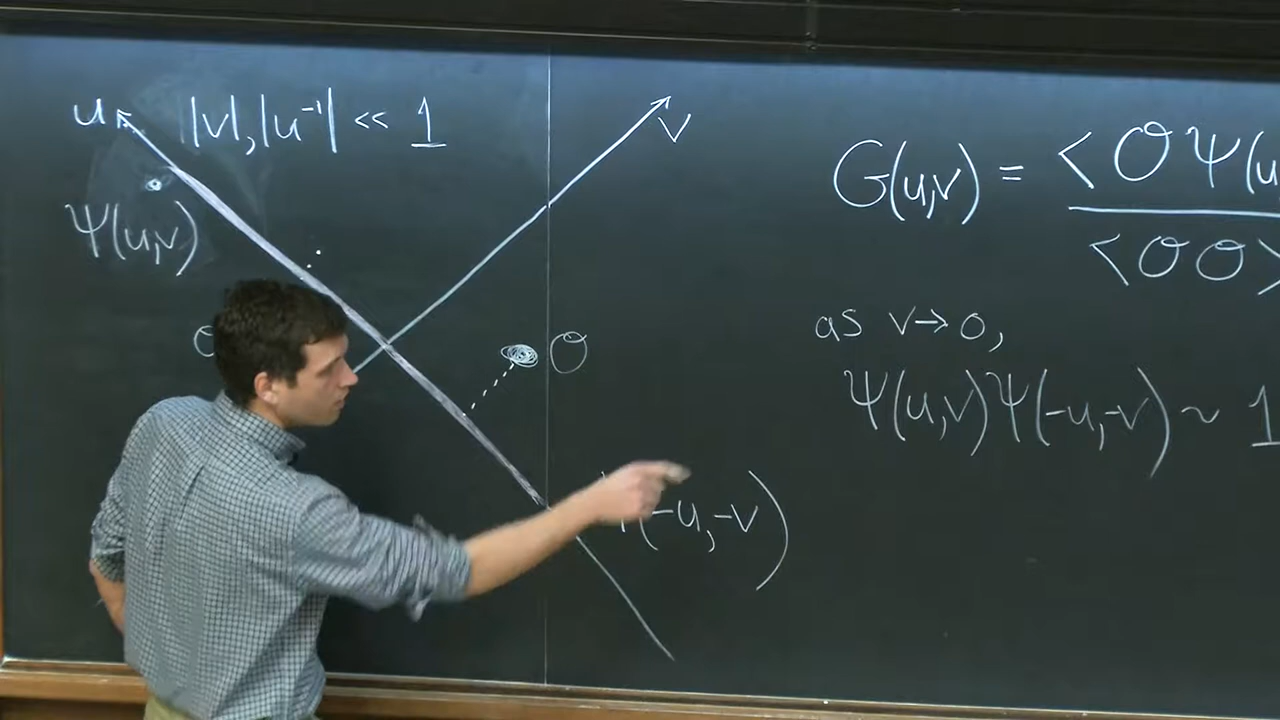 u |v|, |u⁻¹| << 1 v
Ψ(u,v)
O
(-u,-v)
G(u,v) = <O Ψ(u
<O O>
as v→0,
Ψ(u,v)Ψ(-u,-v) ~ 1